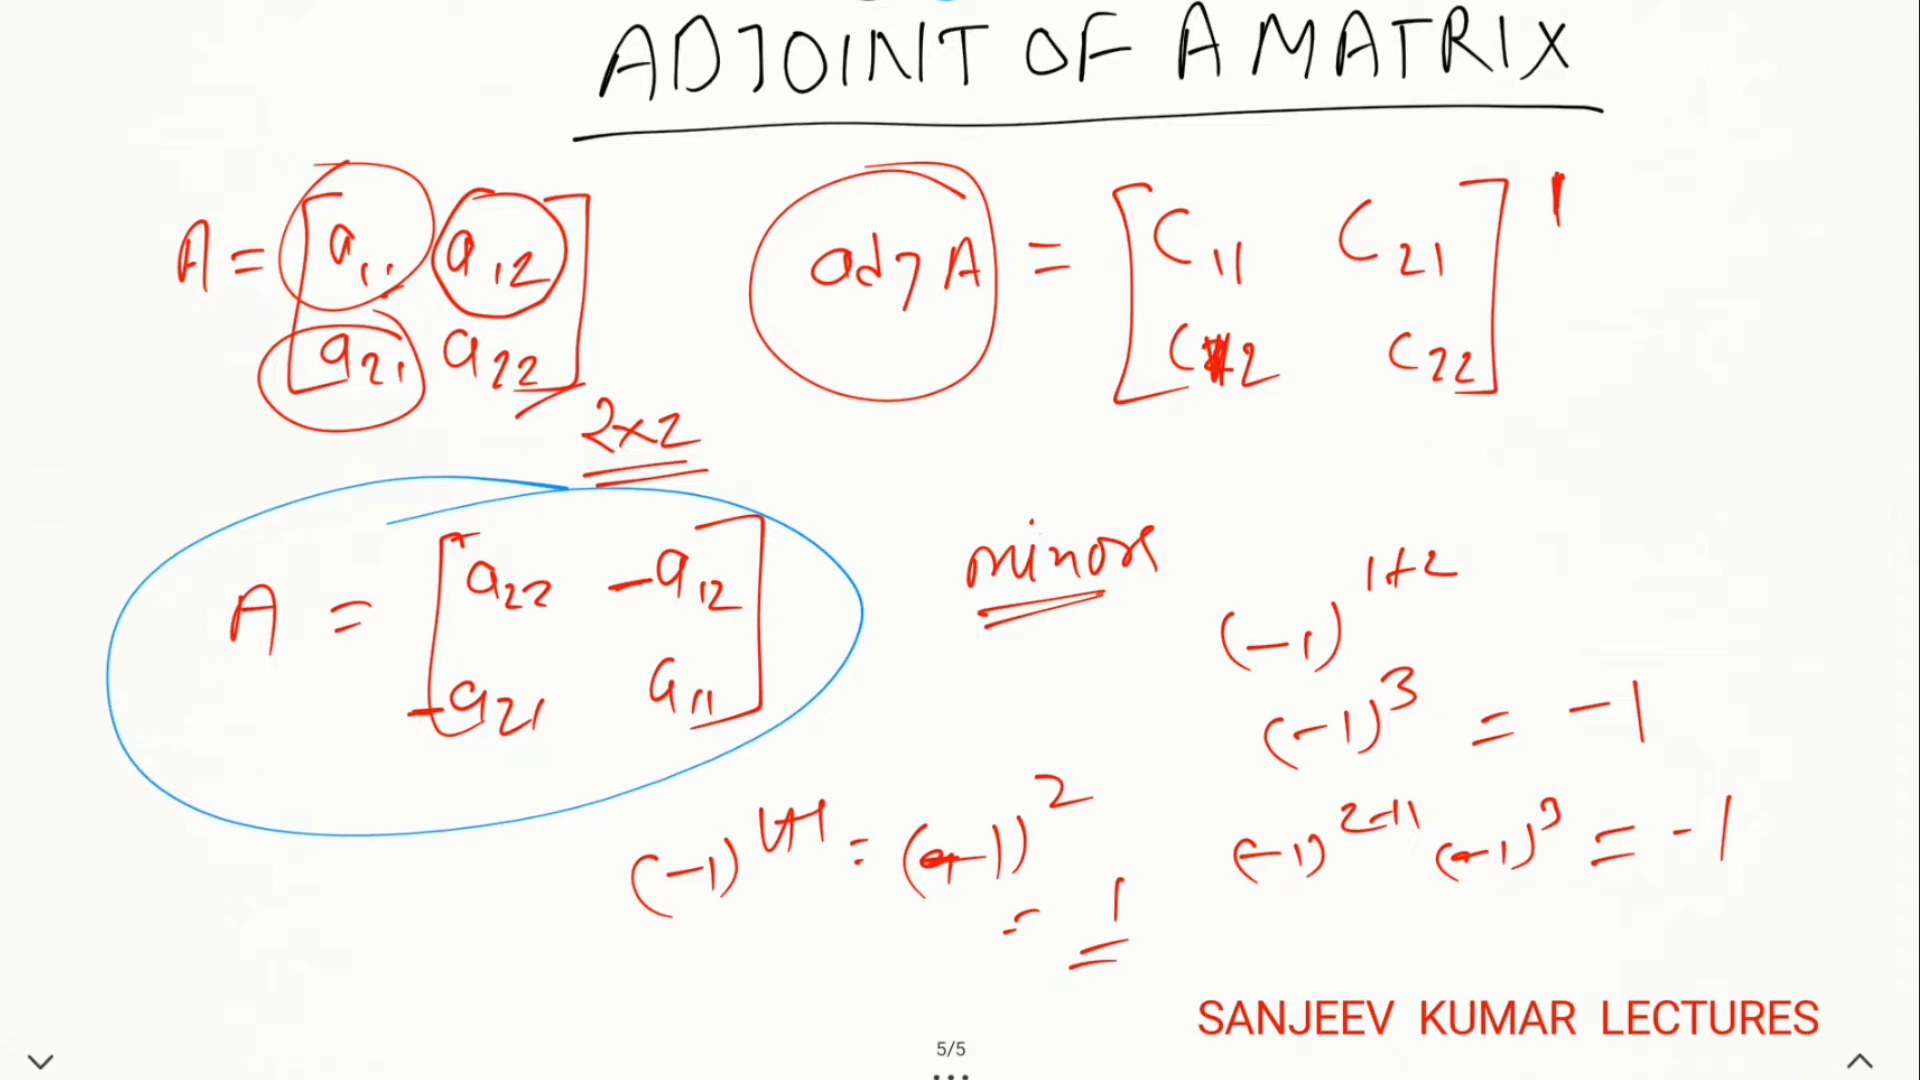 ADJOINT OF A MATRIX
A = [a11 a12
a21 a22]
2×2
adj A = [C11 C21
C12 C22]'
A = [a22 -a12
-a21 a11]
minors
(-1)^1+2
(-1)^3 = -1
(-1)^1+1 = (-1)^2
= 1
(-1)^2+1 (-1)^3 = -1
SANJEEV KUMAR LECTURES
5/5